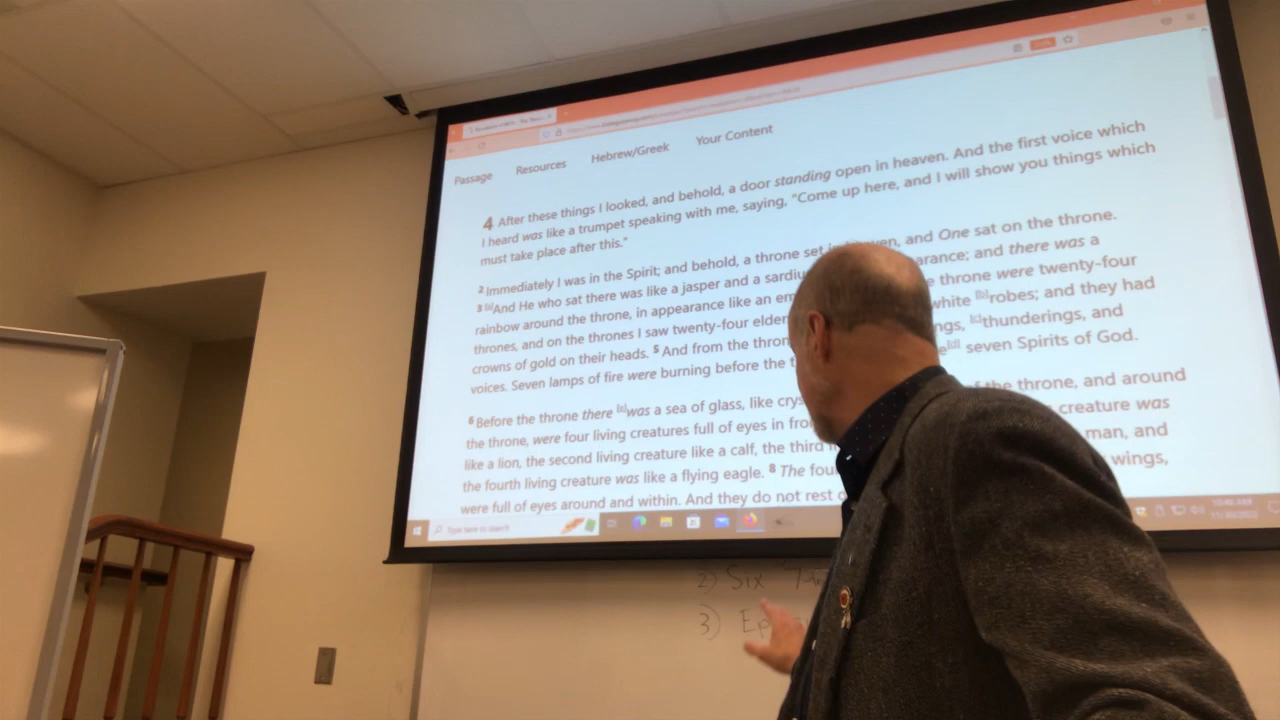 Passage Resources Hebrew/Greek Your Content
4 After these things I looked, and behold, a door standing open in heaven. And the first voice which
I heard was like a trumpet speaking with me, saying, "Come up here, and I will show you things which
must take place after this."
2 Immediately I was in the Spirit; and behold, a throne set in heaven, and One sat on the throne.
3 [a]And He who sat there was like a jasper and a sardius arance; and there was a
rainbow around the throne, in appearance like an em e throne were twenty-four
thrones, and on the thrones I saw twenty-four elder white [b]robes; and they had
crowns of gold on their heads. 5 And from the thron ngs, [c]thunderings, and
voices. Seven lamps of fire were burning before the t e[d] seven Spirits of God.
6 Before the throne there [e]was a sea of glass, like crys of the throne, and around
the throne, were four living creatures full of eyes in fro creature was
like a lion, the second living creature like a calf, the third man, and
the fourth living creature was like a flying eagle. 8 The fou wings,
were full of eyes around and within. And they do not rest
Type here to search
2) Six
3) Ep